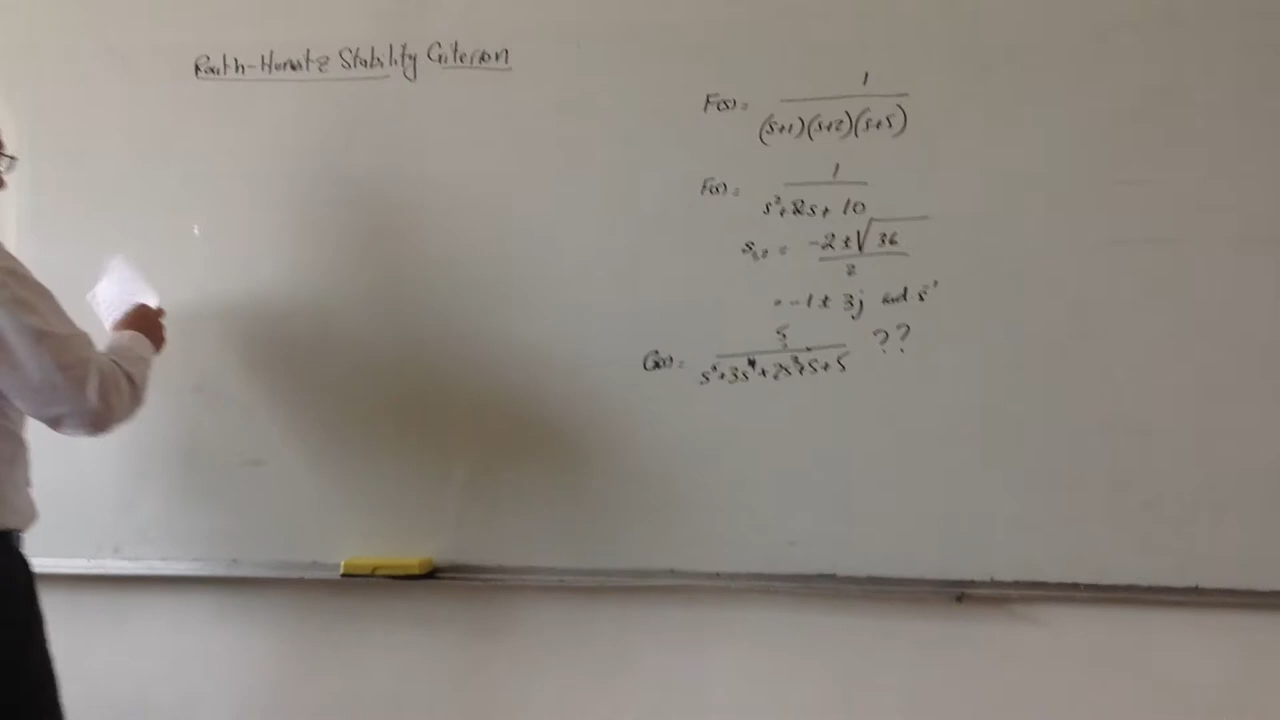 Routh-Hurwitz Stability Criterion
F(s) = 1 / (s+1)(s+2)(s+5)
F(s) = 1 / s²+2s+10
s₁,₂ = -2 ± √36 / 2
= -1 ± 3j and s⁻¹
G(s) = 5 / s⁵+3s⁴+2s³+s+5 ??